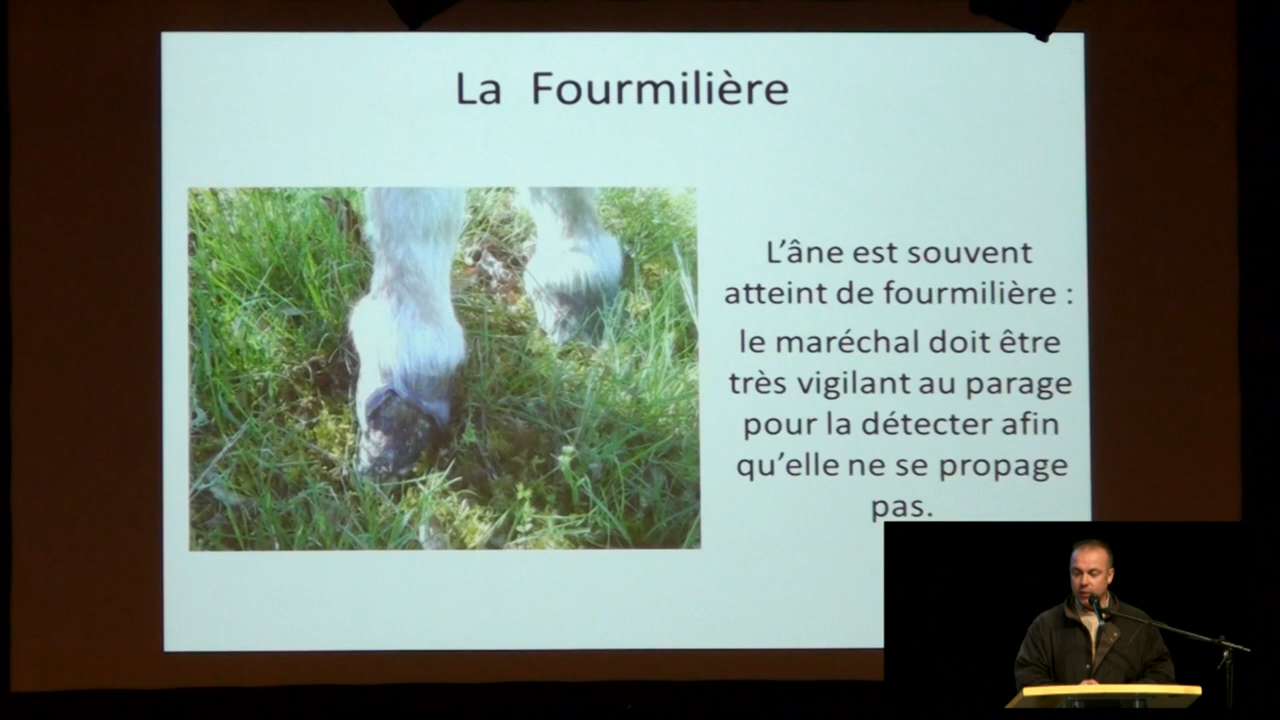 La Fourmilière
L'âne est souvent
atteint de fourmilière :
le maréchal doit être
très vigilant au parage
pour la détecter afin
qu'elle ne se propage
pas.